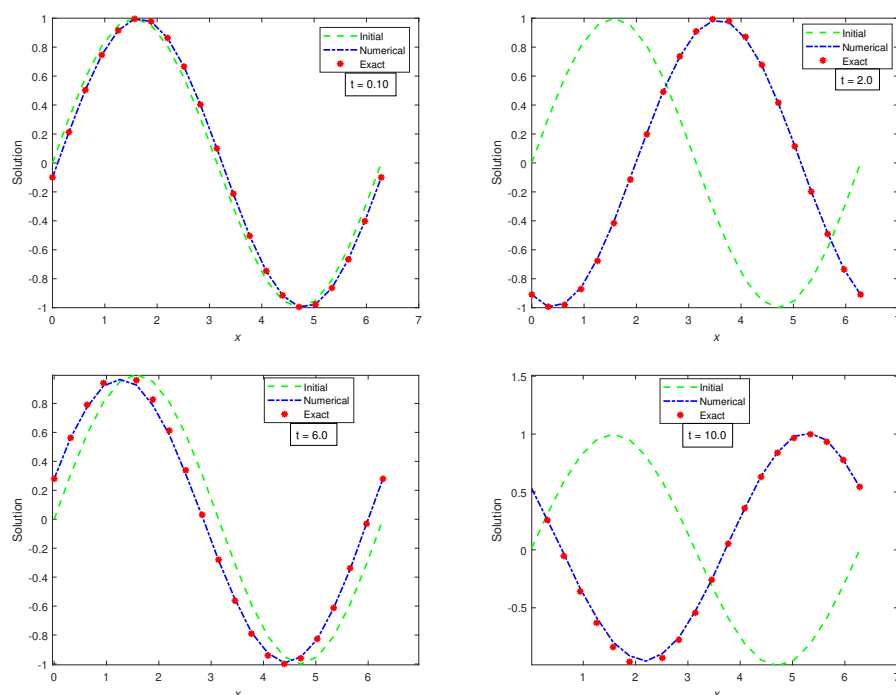 1
0.8
0.6
0.4
0.2
0
-0.2
-0.4
-0.6
-0.8
-1
Solution
0 1 2 3 4 5 6 7
x
Initial
Numerical
Exact
t = 0.10
1
0.8
0.6
0.4
0.2
0
-0.2
-0.4
-0.6
-0.8
-1
Solution
0 1 2 3 4 5 6 7
x
Initial
Numerical
Exact
t = 2.0
0.8
0.6
0.4
0.2
0
-0.2
-0.4
-0.6
-0.8
-1
Solution
0 1 2 3 4 5 6
x
Initial
Numerical
Exact
t = 6.0
1.5
1
0.5
0
-0.5
Solution
0 1 2 3 4 5 6 7
x
Initial
Numerical
Exact
t = 10.0